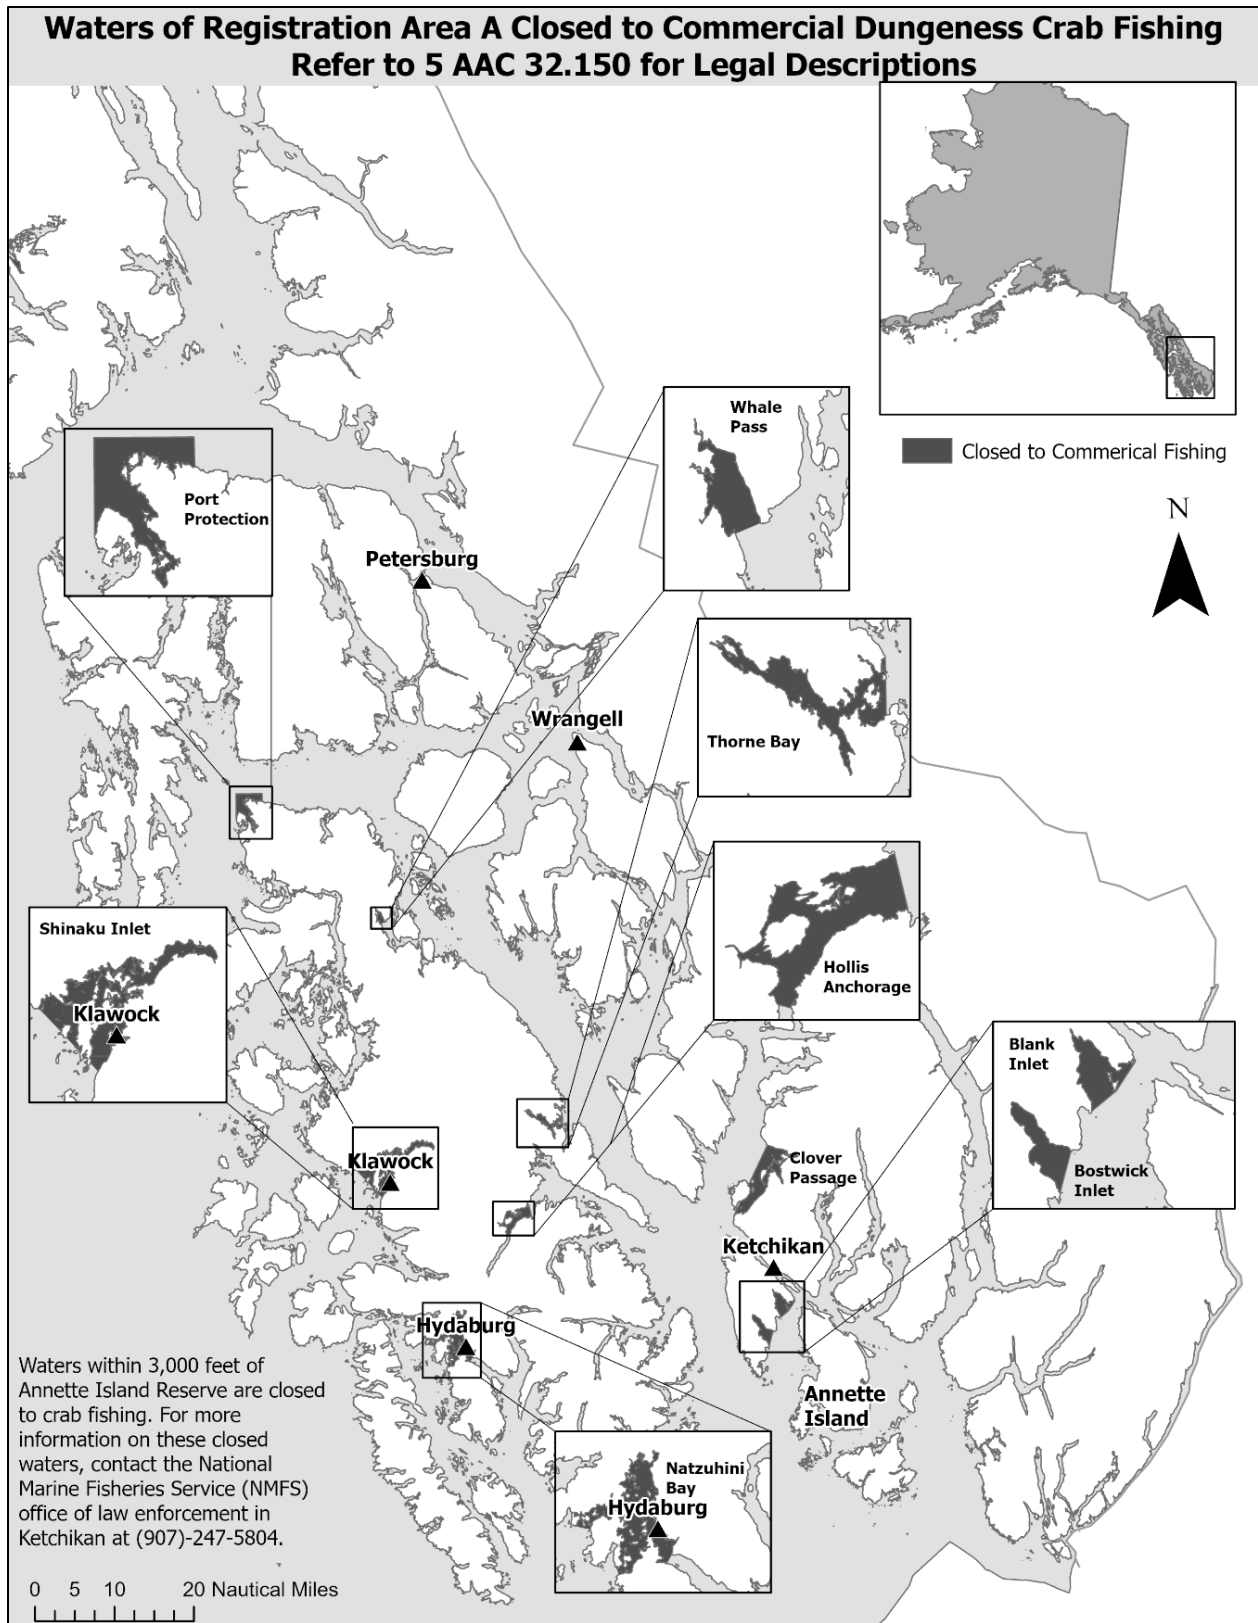 Waters of Registration Area A Closed to Commercial Dungeness Crab Fishing
Refer to 5 AAC 32.150 for Legal Descriptions
Closed to Commerical Fishing
N
Whale
Pass
Port
Protection
Petersburg
Wrangell
Thorne Bay
Shinaku Inlet
Klawock
Hollis
Anchorage
Blank
Inlet
Bostwick
Inlet
Klawock
Clover
Passage
Ketchikan
Hydaburg
Annette
Island
Natzuhini
Bay
Hydaburg
Waters within 3,000 feet of
Annette Island Reserve are closed
to crab fishing. For more
information on these closed
waters, contact the National
Marine Fisheries Service (NMFS)
office of law enforcement in
Ketchikan at (907)-247-5804.
0 5 10 20 Nautical Miles